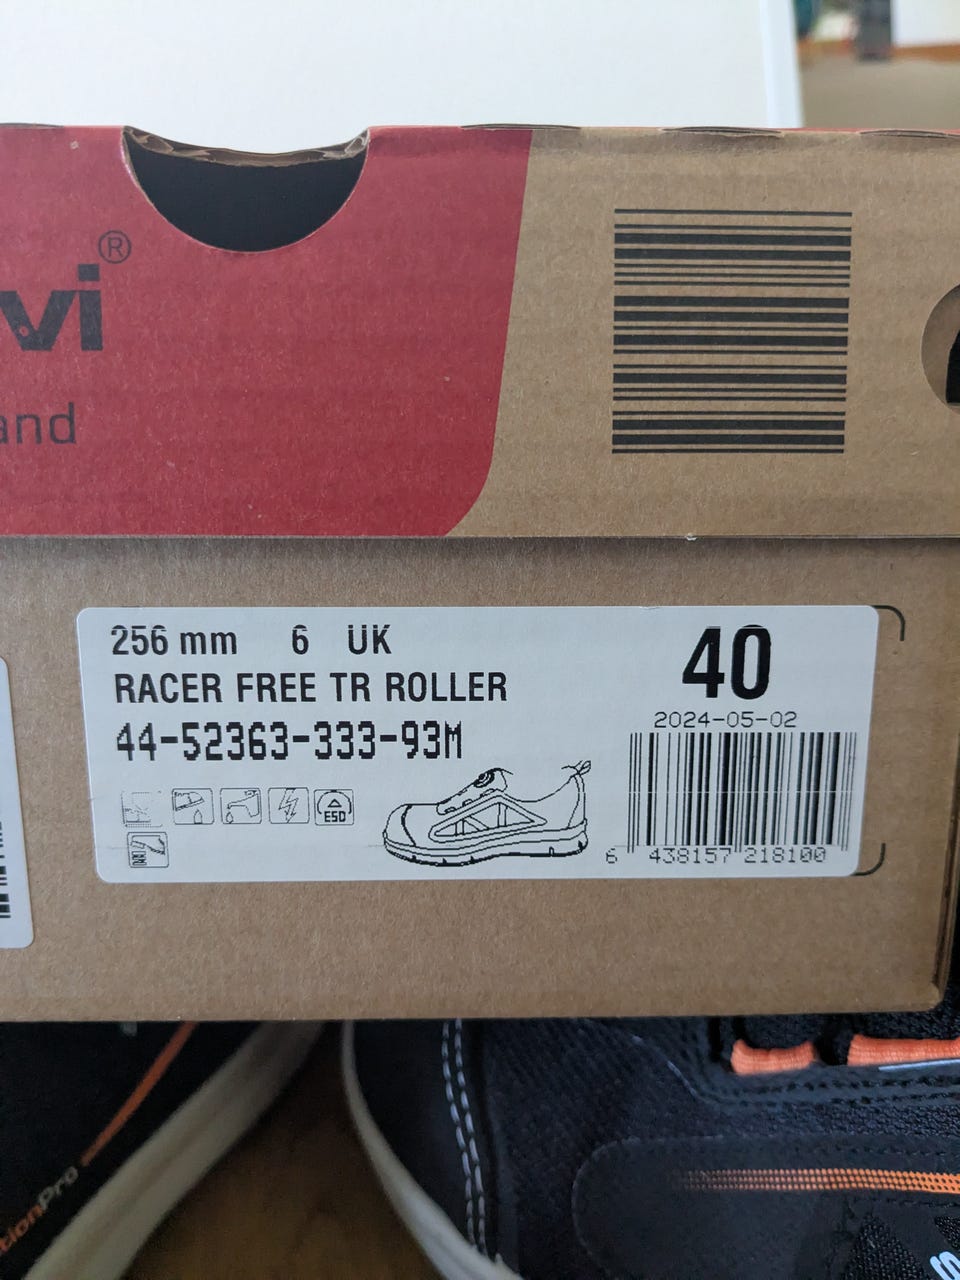 vi®
and
256 mm 6 UK 40
RACER FREE TR ROLLER
2024-05-02
44-52363-333-93M
ESD
6 438157 218100
tionPro